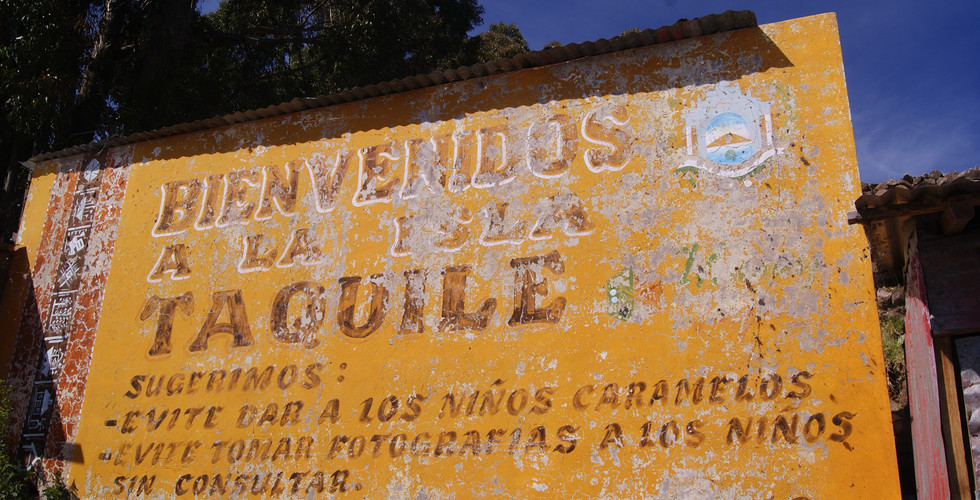 BIENVENIDOS
A LA ISLA
TAQUILE
SUGERIMOS:
-EVITE DAR A LOS NIÑOS CARAMELOS.
-EVITE TOMAR FOTOGRAFIAS A LOS NIÑOS
SIN CONSULTAR.